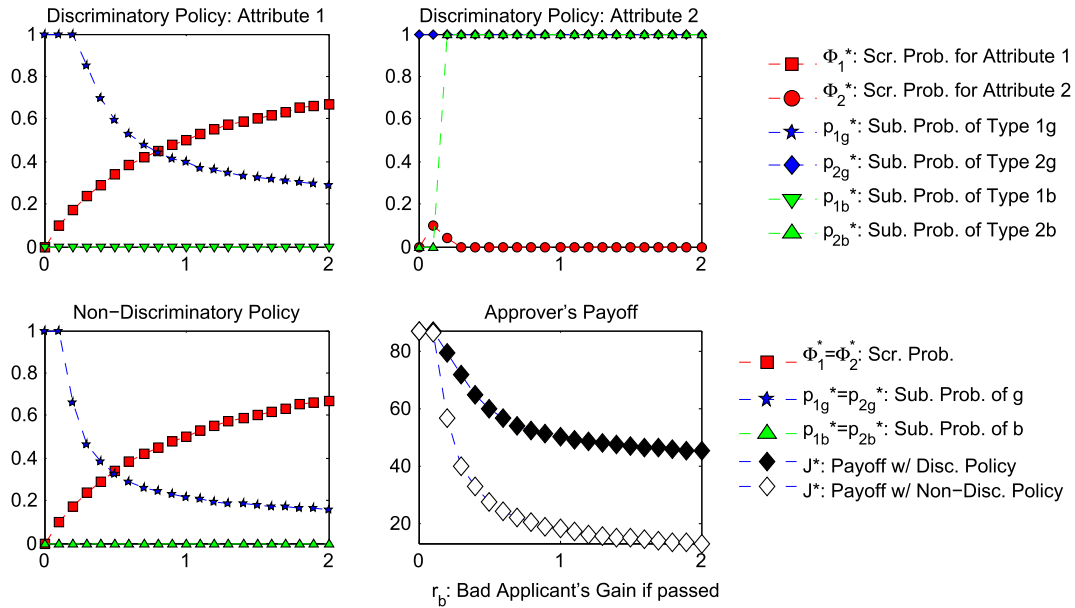 Discriminatory Policy: Attribute 1
1
0.8
0.6
0.4
0.2
0
0 1 2
Discriminatory Policy: Attribute 2
1
0.8
0.6
0.4
0.2
0
0 1 2
Φ1*: Scr. Prob. for Attribute 1
Φ2*: Scr. Prob. for Attribute 2
p1g*: Sub. Prob. of Type 1g
p2g*: Sub. Prob. of Type 2g
p1b*: Sub. Prob. of Type 1b
p2b*: Sub. Prob. of Type 2b
Non−Discriminatory Policy
1
0.8
0.6
0.4
0.2
0
0 1 2
Approver's Payoff
80
60
40
20
0 1 2
rb: Bad Applicant's Gain if passed
Φ1*=Φ2*: Scr. Prob.
p1g*=p2g*: Sub. Prob. of g
p1b*=p2b*: Sub. Prob. of b
J*: Payoff w/ Disc. Policy
J*: Payoff w/ Non−Disc. Policy